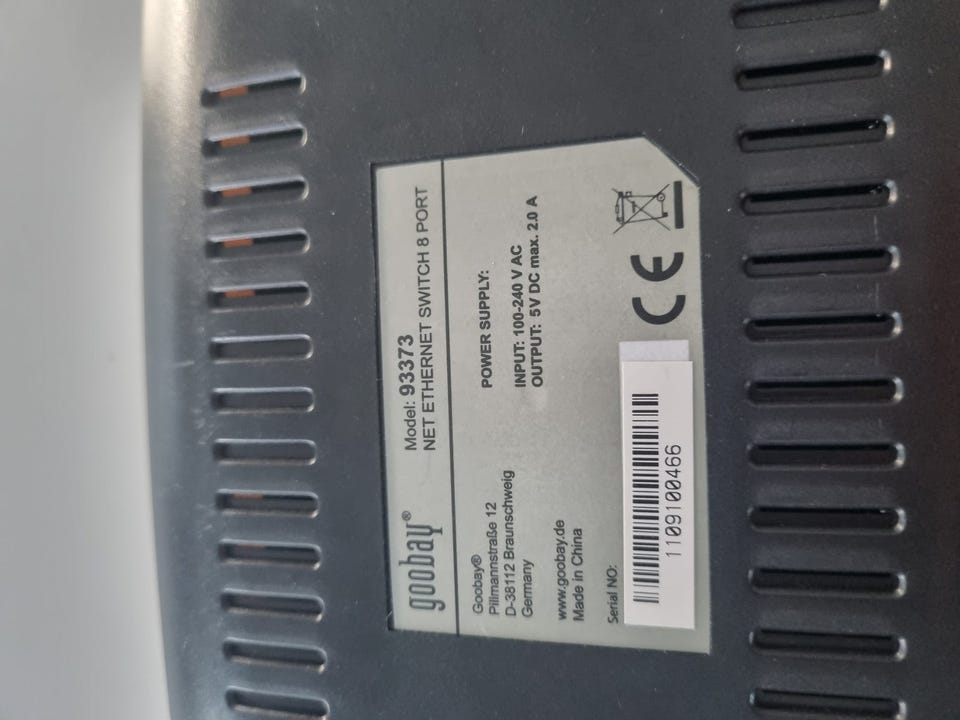 goobay®
Model: 93373
NET ETHERNET SWITCH 8 PORT
Goobay®
Pillmannstraße 12
D-38112 Braunschweig
Germany
www.goobay.de
Made in China
POWER SUPPLY:
INPUT: 100-240 V AC
OUTPUT: 5V DC max. 2.0 A
Serial NO:
1109100466
CE